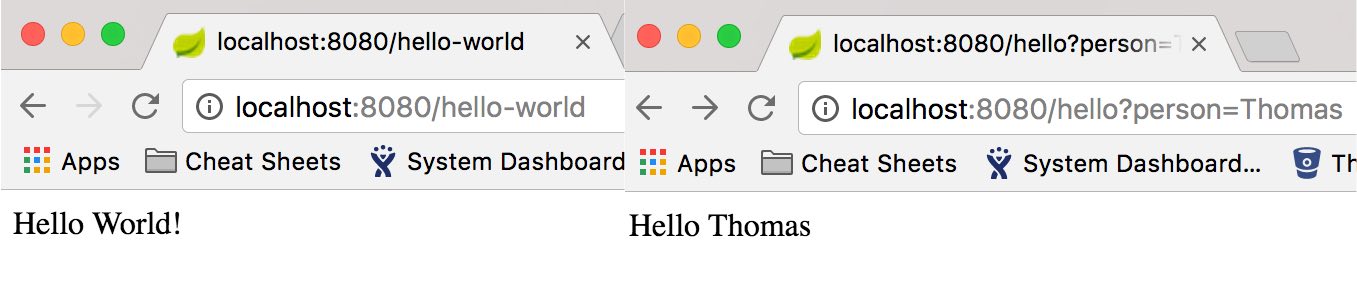 localhost:8080/hello-world
localhost:8080/hello-world
Apps Cheat Sheets System Dashboard
Hello World!
localhost:8080/hello?person=
localhost:8080/hello?person=Thomas
Apps Cheat Sheets System Dashboard... Th
Hello Thomas